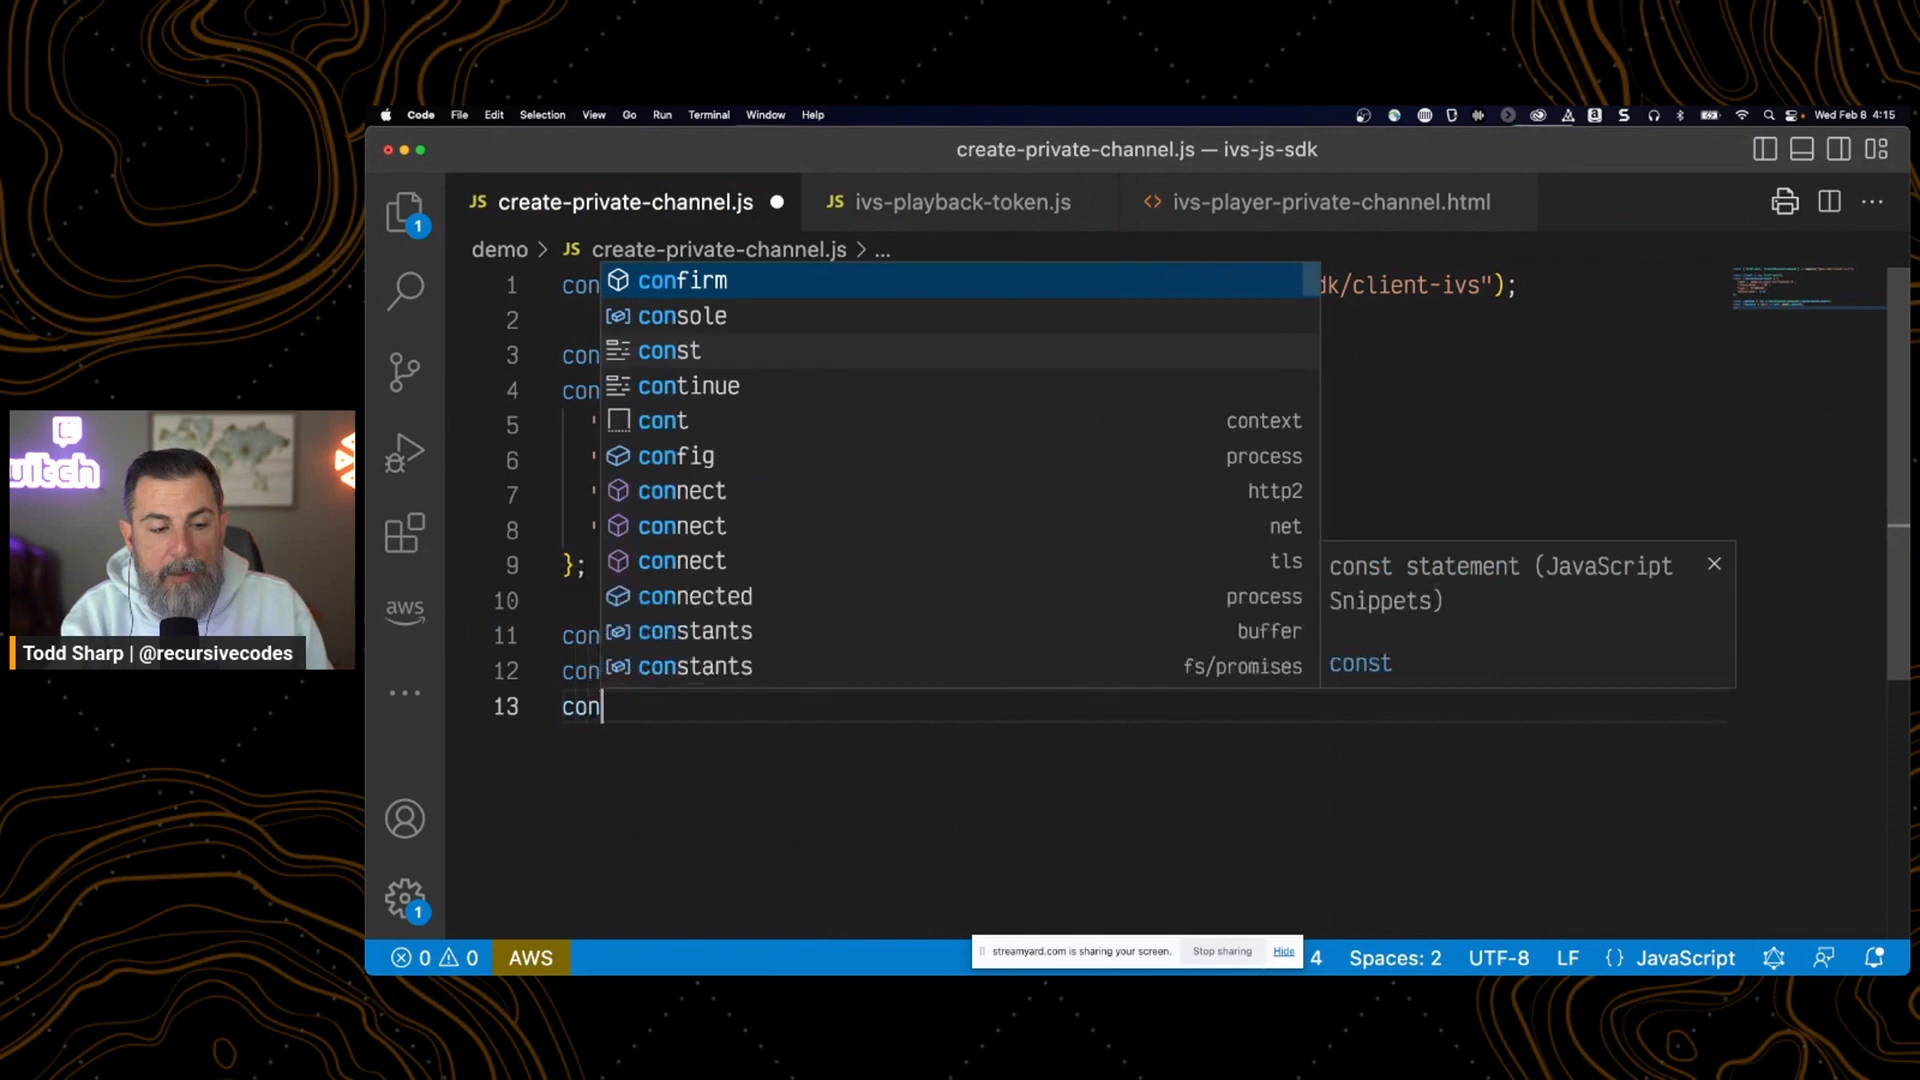 Code File Edit Selection View Go Run Terminal Window Help
Wed Feb 8 4:15
create-private-channel.js — ivs-js-sdk
JS create-private-channel.js
JS ivs-playback-token.js
<> ivs-player-private-channel.html
1
demo > JS create-private-channel.js > ...
1 con dk/client-ivs");
2
3 con
4 con
5 '
6 '
7 '
8 '
9 };
10
11 con
12 con
13 con
confirm
console
const
continue
cont context
config process
connect http2
connect net
connect tls
connected process
constants buffer
constants fs/promises
const statement (JavaScript
Snippets)
const
aws
witch
Todd Sharp | @recursivecodes
1
0 0 AWS
streamyard.com is sharing your screen. Stop sharing Hide
4 Spaces: 2 UTF-8 LF {} JavaScript